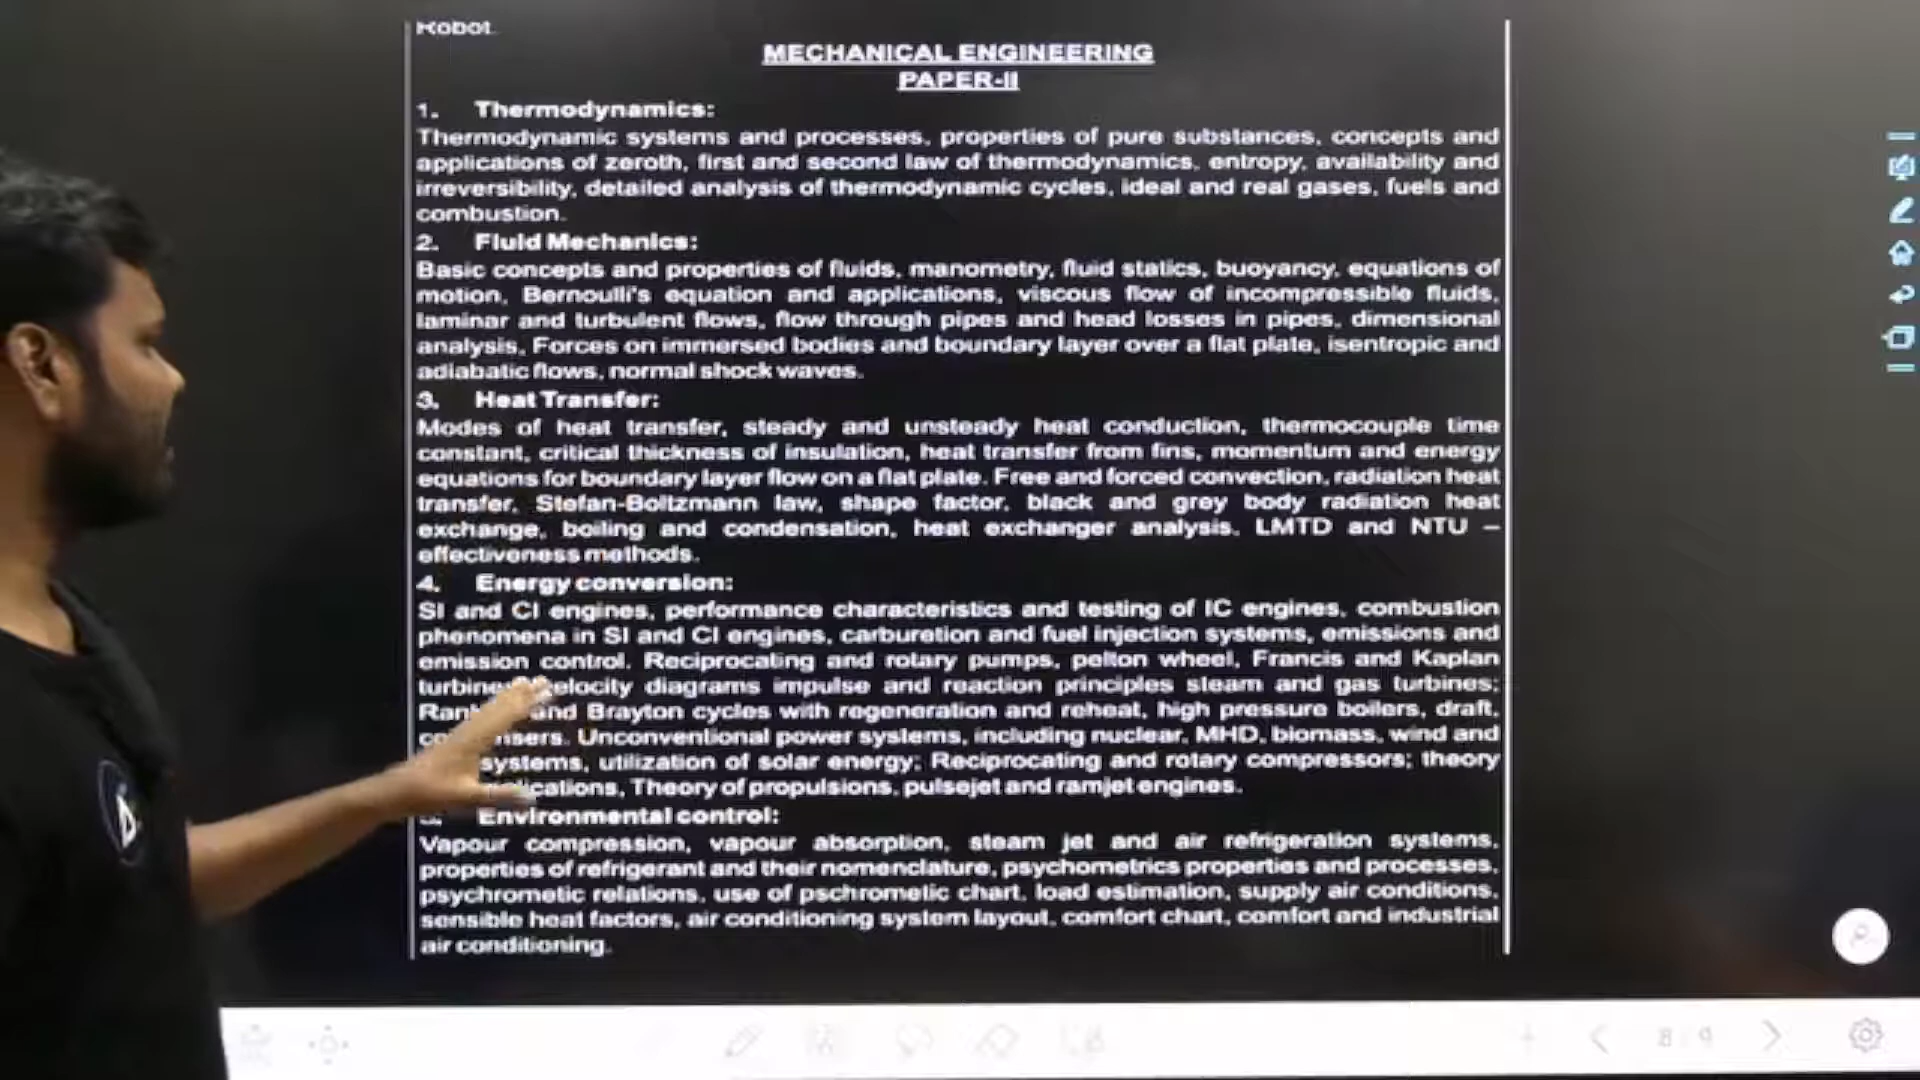 Robot.
MECHANICAL ENGINEERING
PAPER-II
1. Thermodynamics:
Thermodynamic systems and processes, properties of pure substances, concepts and
applications of zeroth, first and second law of thermodynamics, entropy, availability and
irreversibility, detailed analysis of thermodynamic cycles, ideal and real gases, fuels and
combustion.
2. Fluid Mechanics:
Basic concepts and properties of fluids, manometry, fluid statics, buoyancy, equations of
motion, Bernoulli's equation and applications, viscous flow of incompressible fluids,
laminar and turbulent flows, flow through pipes and head losses in pipes, dimensional
analysis, Forces on immersed bodies and boundary layer over a flat plate, isentropic and
adiabatic flows, normal shock waves.
3. Heat Transfer:
Modes of heat transfer, steady and unsteady heat conduction, thermocouple time
constant, critical thickness of insulation, heat transfer from fins, momentum and energy
equations for boundary layer flow on a flat plate. Free and forced convection, radiation heat
transfer, Stefan-Boltzmann law, shape factor, black and grey body radiation heat
exchange, boiling and condensation, heat exchanger analysis, LMTD and NTU –
effectiveness methods.
4. Energy conversion:
SI and CI engines, performance characteristics and testing of IC engines, combustion
phenomena in SI and CI engines, carburetion and fuel injection systems, emissions and
emission control. Reciprocating and rotary pumps, pelton wheel, Francis and Kaplan
diagrams impulse and reaction principles steam and gas turbines;
and Brayton cycles with regeneration and reheat, high pressure boilers, draft,
Unconventional power systems, including nuclear, MHD, biomass, wind and
systems, utilization of solar energy; Reciprocating and rotary compressors; theory
Theory of propulsions, pulsejet and ramjet engines.
Environmental control:
Vapour compression, vapour absorption, steam jet and air refrigeration systems,
properties of refrigerant and their nomenclature, psychometrics properties and processes,
psychrometic relations, use of pschrometic chart, load estimation, supply air conditions,
sensible heat factors, air conditioning system layout, comfort chart, comfort and industrial
air conditioning.
8 9